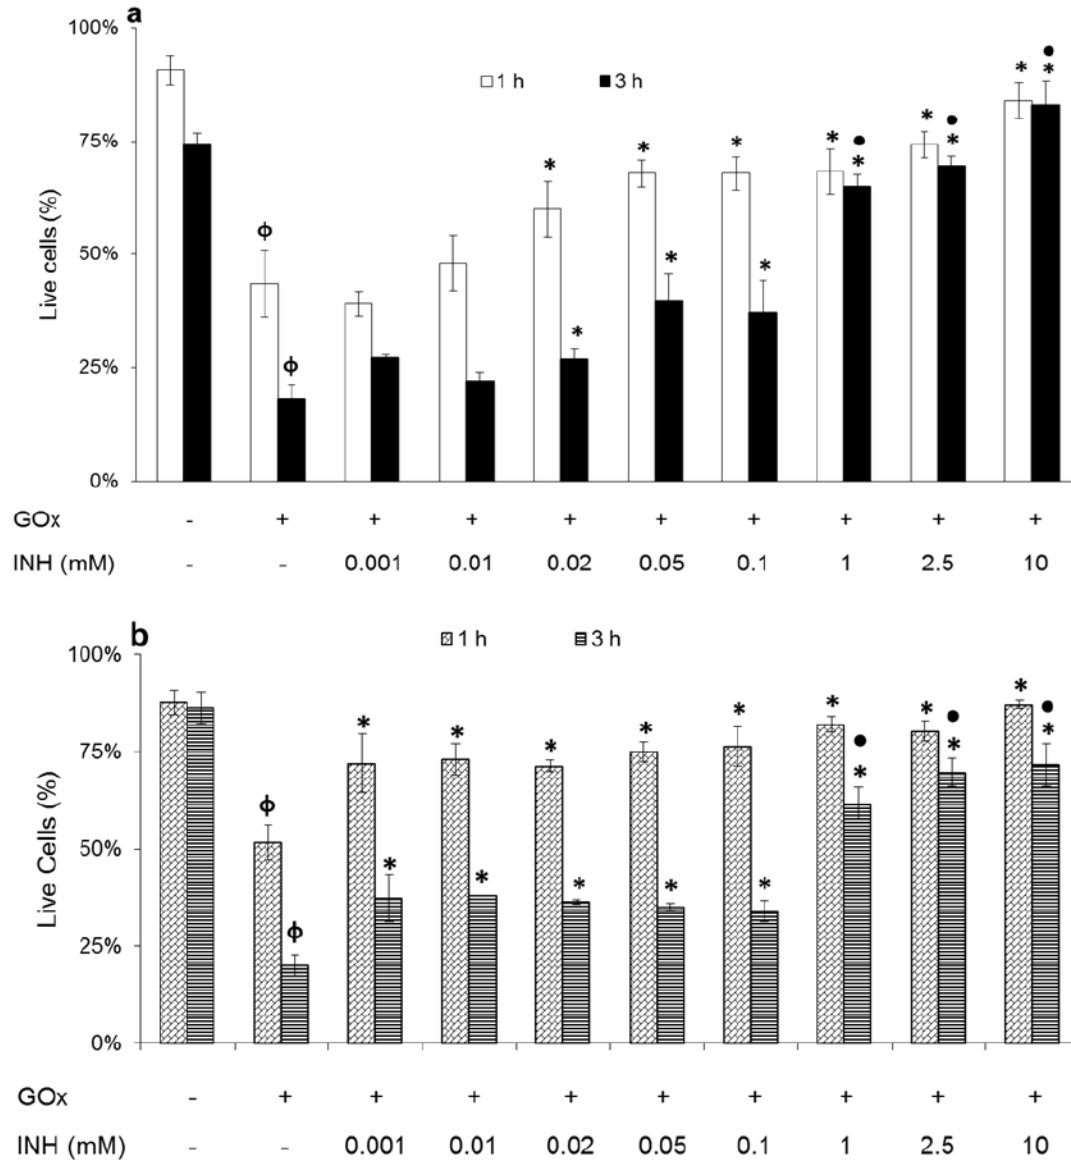 a
100%
1 h 3 h
75%
50%
25%
0%
Live cells (%)
ϕ ϕ * * * * * * * * • * * • * * • *
GOx - + + + + + + + + +
INH (mM) - - 0.001 0.01 0.02 0.05 0.1 1 2.5 10
b
1 h 3 h
100%
75%
50%
25%
0%
Live Cells (%)
ϕ ϕ * * * * * * * * * * * • * * • * * • *
GOx - + + + + + + + + +
INH (mM) - - 0.001 0.01 0.02 0.05 0.1 1 2.5 10